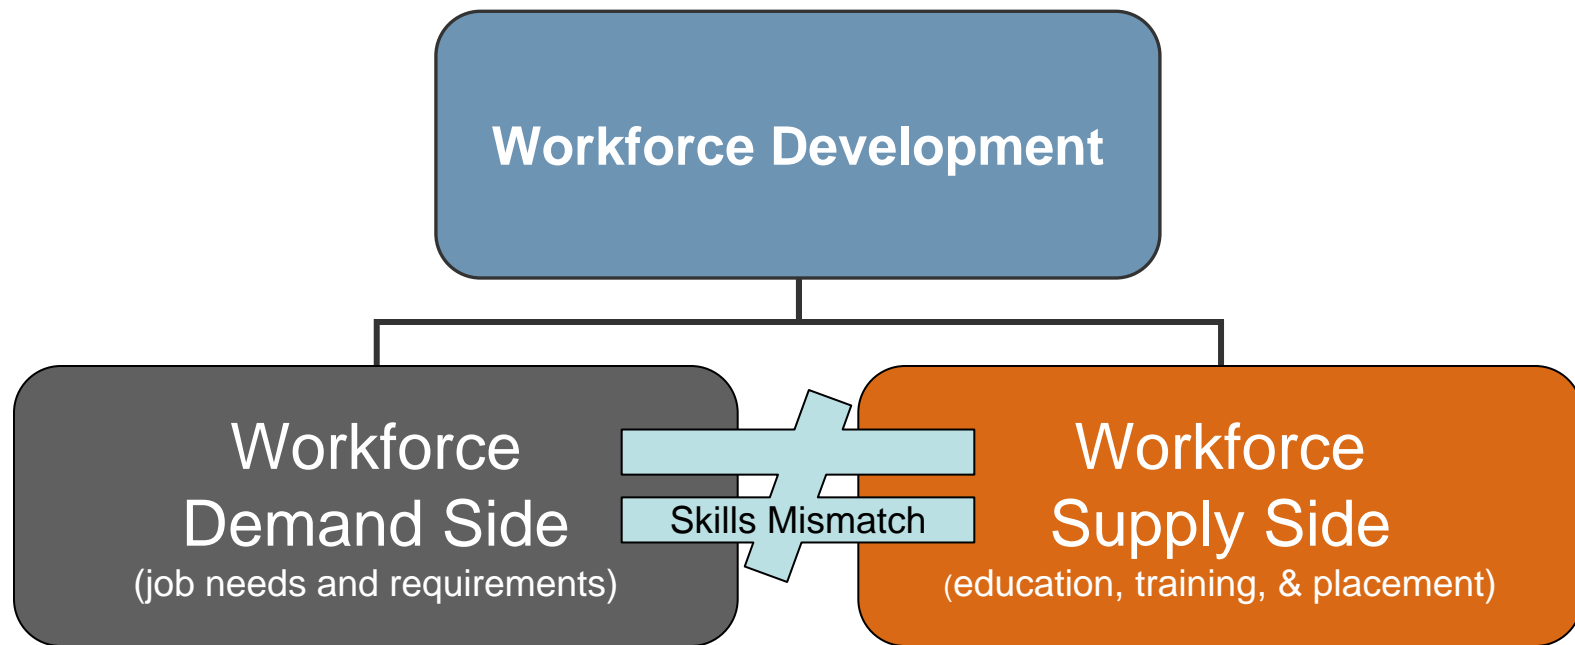 Workforce Development
Workforce
Demand Side
(job needs and requirements)
Skills Mismatch
Workforce
Supply Side
(education, training, & placement)